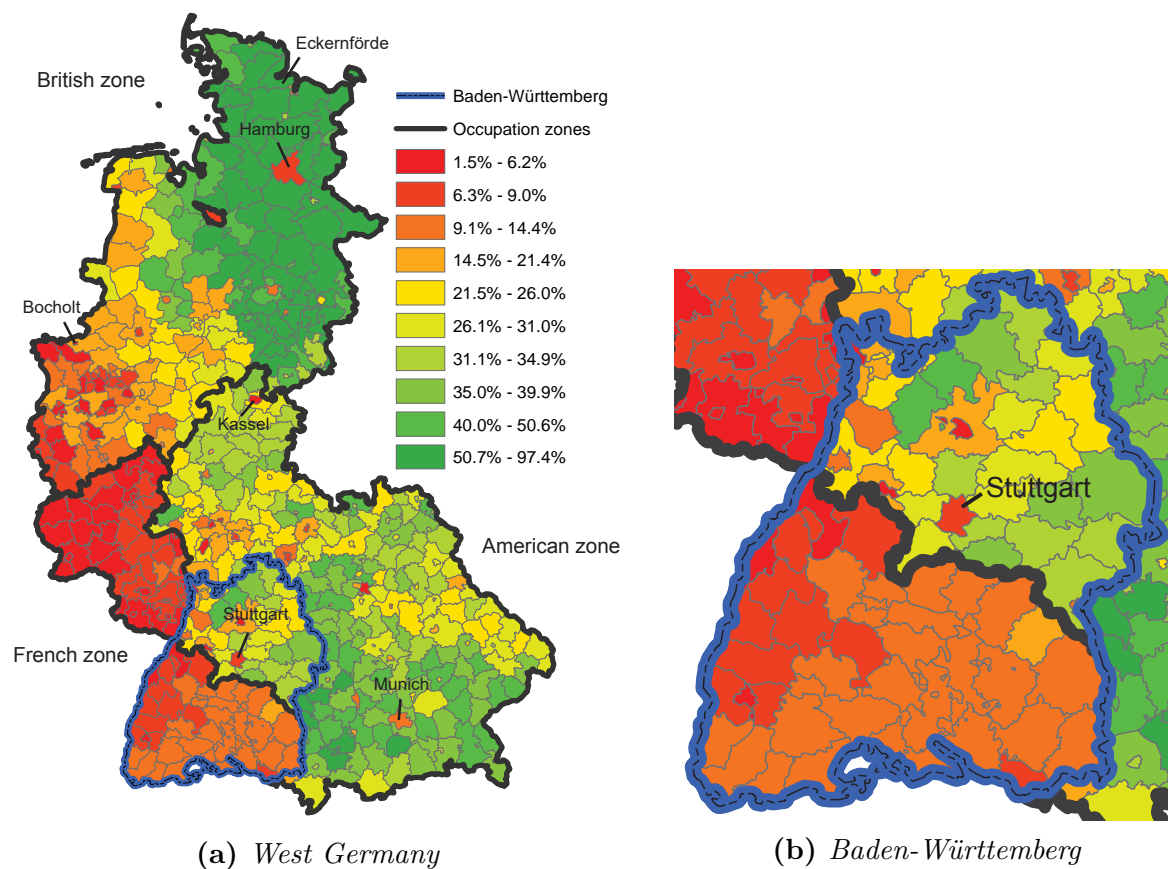 Eckernförde
British zone
Baden-Württemberg
Hamburg
Occupation zones
1.5% - 6.2%
6.3% - 9.0%
9.1% - 14.4%
14.5% - 21.4%
21.5% - 26.0%
26.1% - 31.0%
31.1% - 34.9%
35.0% - 39.9%
40.0% - 50.6%
50.7% - 97.4%
Bocholt
Kassel
American zone
Stuttgart
French zone
Munich
(a) West Germany
Stuttgart
(b) Baden-Württemberg